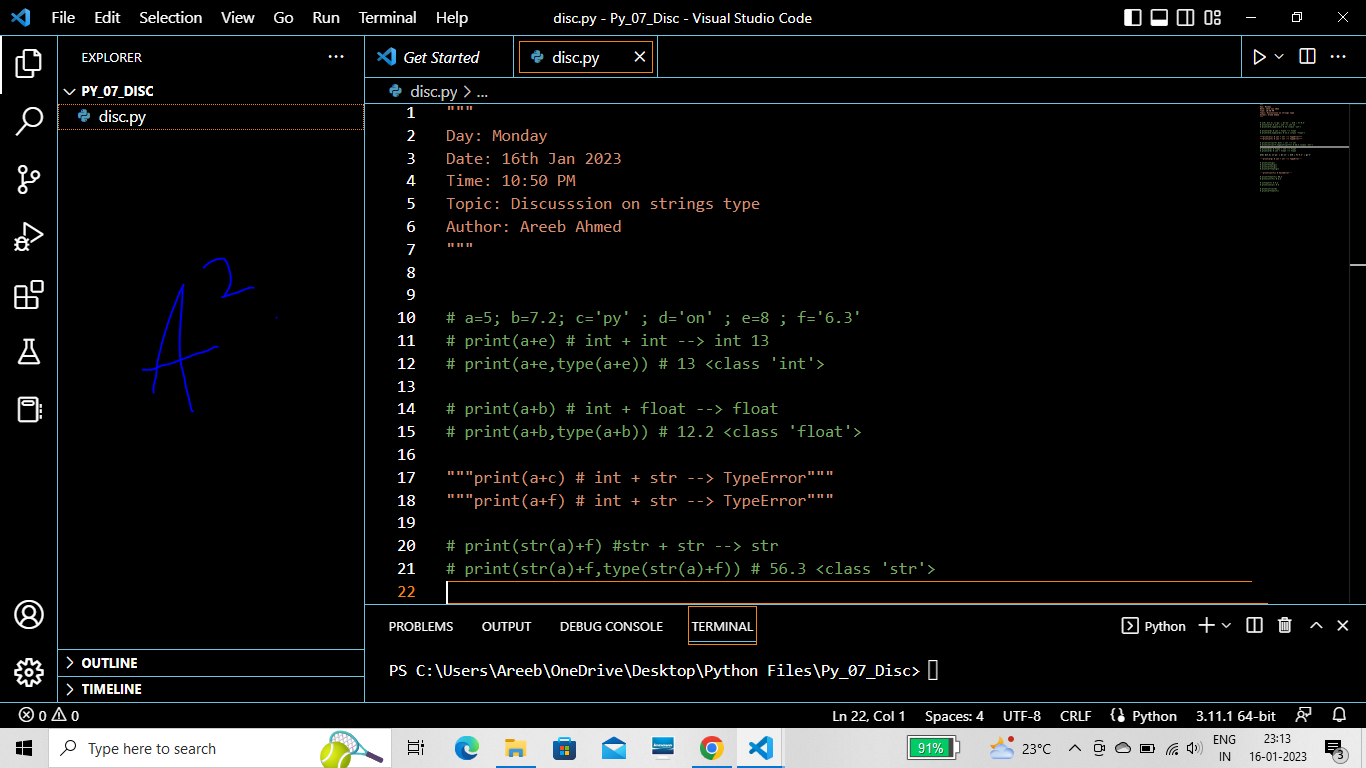 File Edit Selection View Go Run Terminal Help disc.py - Py_07_Disc - Visual Studio Code
EXPLORER
PY_07_DISC
disc.py
OUTLINE
TIMELINE
A²
Get Started disc.py
disc.py > ...
1 """
2 Day: Monday
3 Date: 16th Jan 2023
4 Time: 10:50 PM
5 Topic: Discusssion on strings type
6 Author: Areeb Ahmed
7 """
8
9
10 # a=5; b=7.2; c='py' ; d='on' ; e=8 ; f='6.3'
11 # print(a+e) # int + int --> int 13
12 # print(a+e,type(a+e)) # 13 <class 'int'>
13
14 # print(a+b) # int + float --> float
15 # print(a+b,type(a+b)) # 12.2 <class 'float'>
16
17 """print(a+c) # int + str --> TypeError"""
18 """print(a+f) # int + str --> TypeError"""
19
20 # print(str(a)+f) #str + str --> str
21 # print(str(a)+f,type(str(a)+f)) # 56.3 <class 'str'>
22
PROBLEMS OUTPUT DEBUG CONSOLE TERMINAL Python
PS C:\Users\Areeb\OneDrive\Desktop\Python Files\Py_07_Disc>
0 0 Ln 22, Col 1 Spaces: 4 UTF-8 CRLF Python 3.11.1 64-bit
Type here to search 91% 23°C ENG IN 23:13 16-01-2023 3